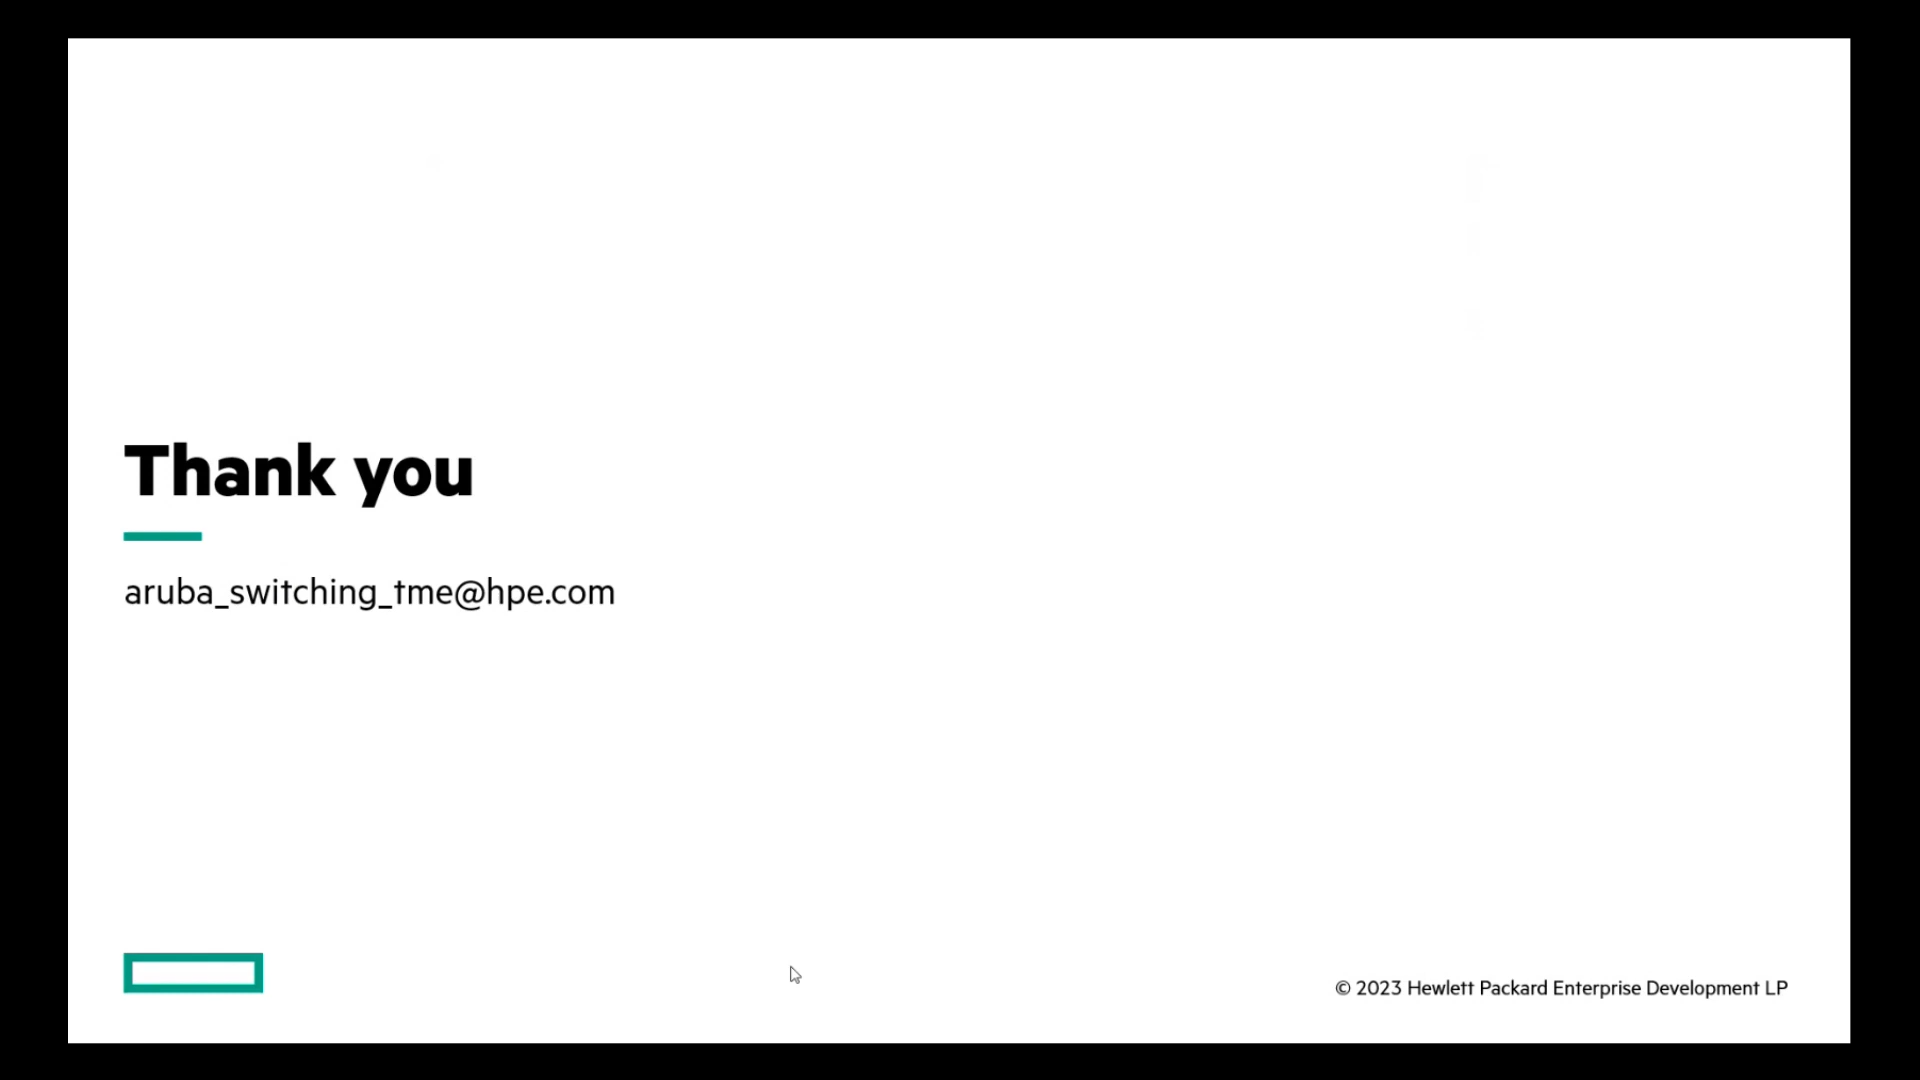 Thank you
aruba_switching_tme@hpe.com
© 2023 Hewlett Packard Enterprise Development LP